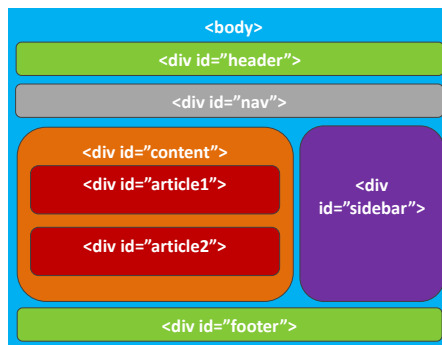 <body>
<div id=”header”>
<div id=”nav”>
<div id=”content”>
<div id=”article1”>
<div id=”article2”>
<div
id=”sidebar”>
<div id=”footer”>